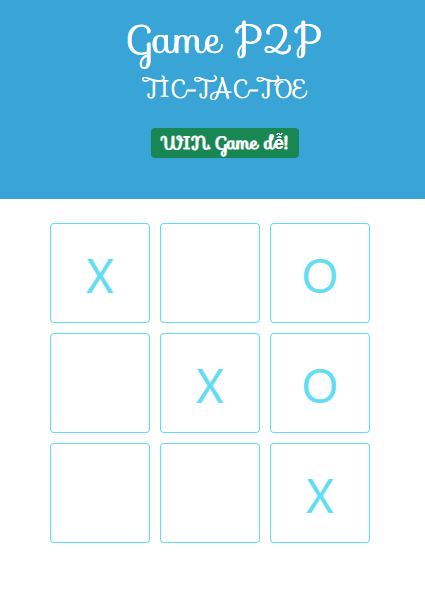 Game P2P
TIC-TAC-TOE
WIN. Game dễ!
X O
X O
X